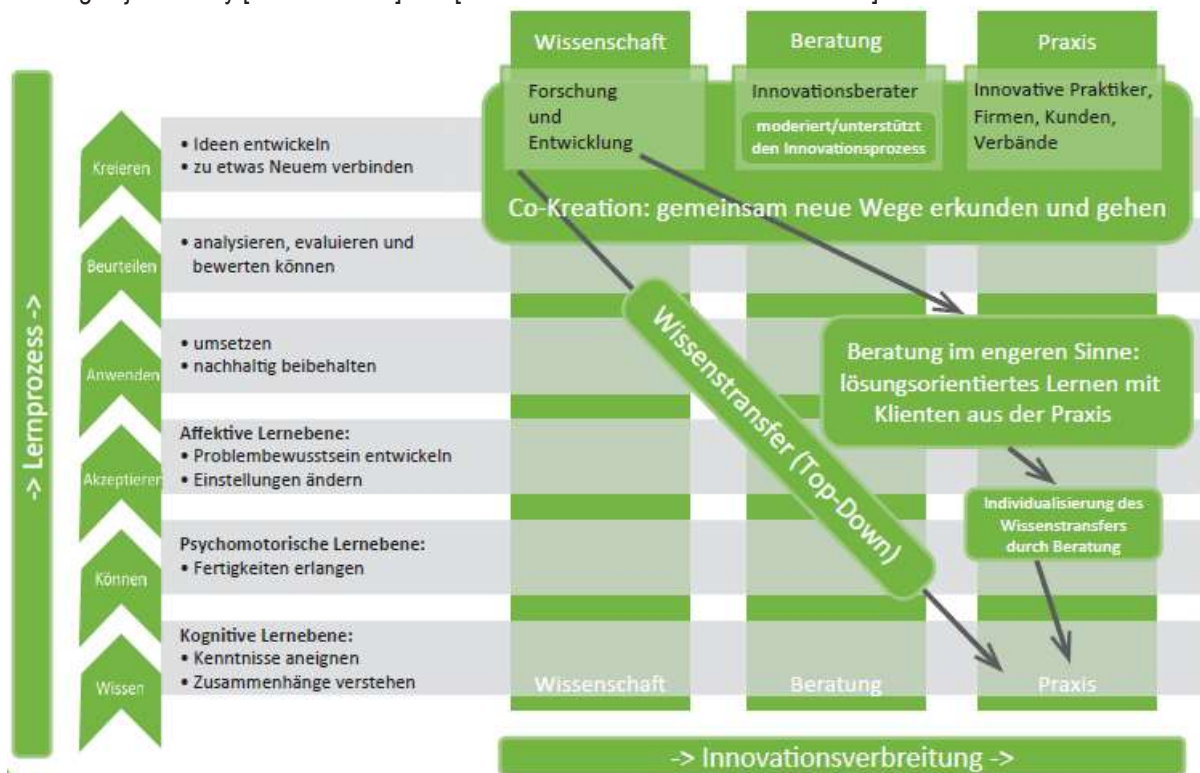 Wissenschaft
Beratung
Praxis
Forschung
und
Entwicklung
Innovationsberater
moderiert/unterstützt
den Innovationsprozess
Innovative Praktiker,
Firmen, Kunden,
Verbände
Co-Kreation: gemeinsam neue Wege erkunden und gehen
-> Lernprozess ->
Kreieren
• Ideen entwickeln
• zu etwas Neuem verbinden
Beurteilen
• analysieren, evaluieren und
bewerten können
Anwenden
• umsetzen
• nachhaltig beibehalten
Akzeptieren
Affektive Lernebene:
• Problembewusstsein entwickeln
• Einstellungen ändern
Können
Psychomotorische Lernebene:
• Fertigkeiten erlangen
Wissen
Kognitive Lernebene:
• Kenntnisse aneignen
• Zusammenhänge verstehen
Wissenstransfer (Top-Down)
Beratung im engeren Sinne:
lösungsorientiertes Lernen mit
Klienten aus der Praxis
Individualisierung des
Wissenstransfers
durch Beratung
Wissenschaft
Beratung
Praxis
-> Innovationsverbreitung ->